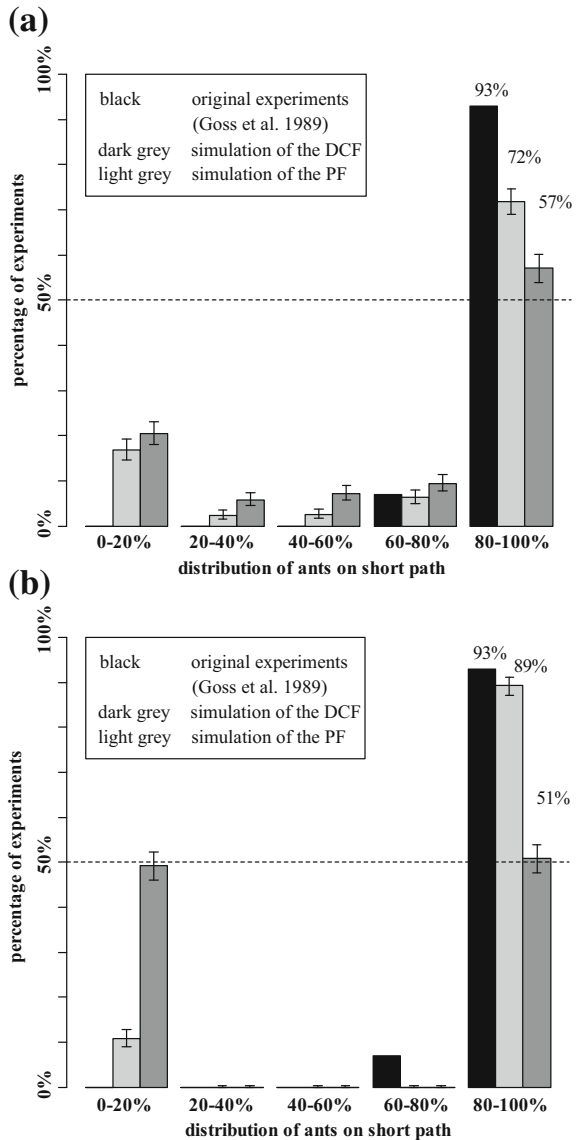 (a)
100%
50%
0%
percentage of experiments
black original experiments
(Goss et al. 1989)
dark grey simulation of the DCF
light grey simulation of the PF
93%
72%
57%
0-20% 20-40% 40-60% 60-80% 80-100%
distribution of ants on short path
(b)
100%
50%
0%
percentage of experiments
black original experiments
(Goss et al. 1989)
dark grey simulation of the DCF
light grey simulation of the PF
93%
89%
51%
0-20% 20-40% 40-60% 60-80% 80-100%
distribution of ants on short path